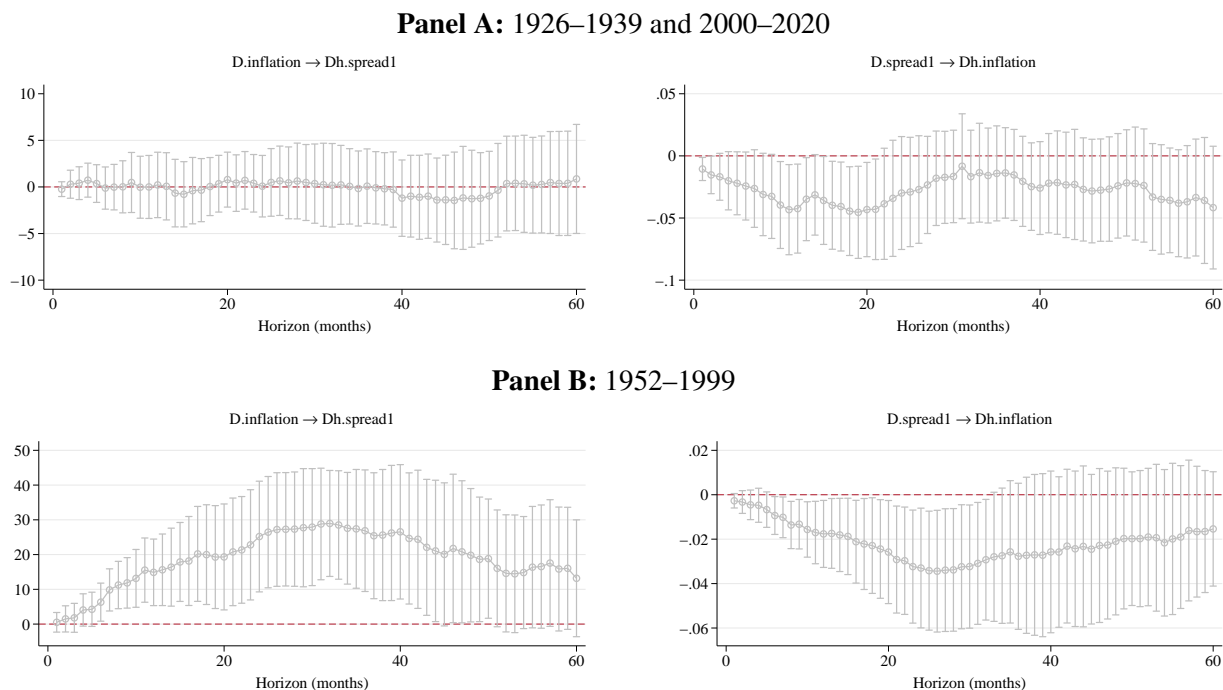 Panel A: 1926–1939 and 2000–2020
D.inflation → Dh.spread1
10
5
0
−5
−10
0 20 40 60
Horizon (months)
D.spread1 → Dh.inflation
.05
0
−.05
−.1
0 20 40 60
Horizon (months)
Panel B: 1952–1999
D.inflation → Dh.spread1
50
40
30
20
10
0
0 20 40 60
Horizon (months)
D.spread1 → Dh.inflation
.02
0
−.02
−.04
−.06
0 20 40 60
Horizon (months)